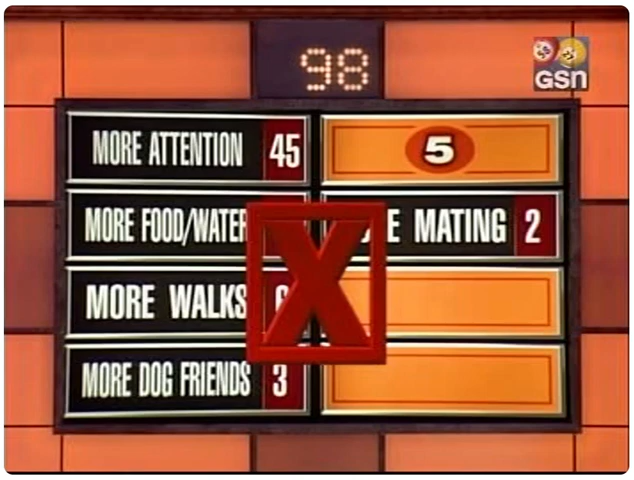 98
GSN
MORE ATTENTION 45
5
MORE FOOD/WATER
MATING 2
X
MORE WALKS
MORE DOG FRIENDS 3